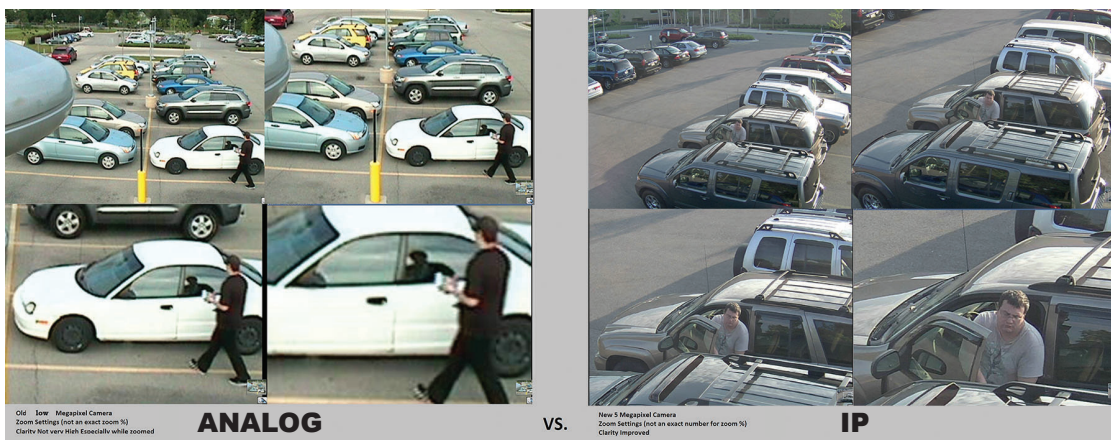 Old low Megapixel Camera
Zoom Settings (not an exact zoom %)
Clarity Not very High Especially while zoomed
ANALOG
VS.
New 5 Megapixel Camera
Zoom Settings (not an exact number for zoom %)
Clarity Improved
IP